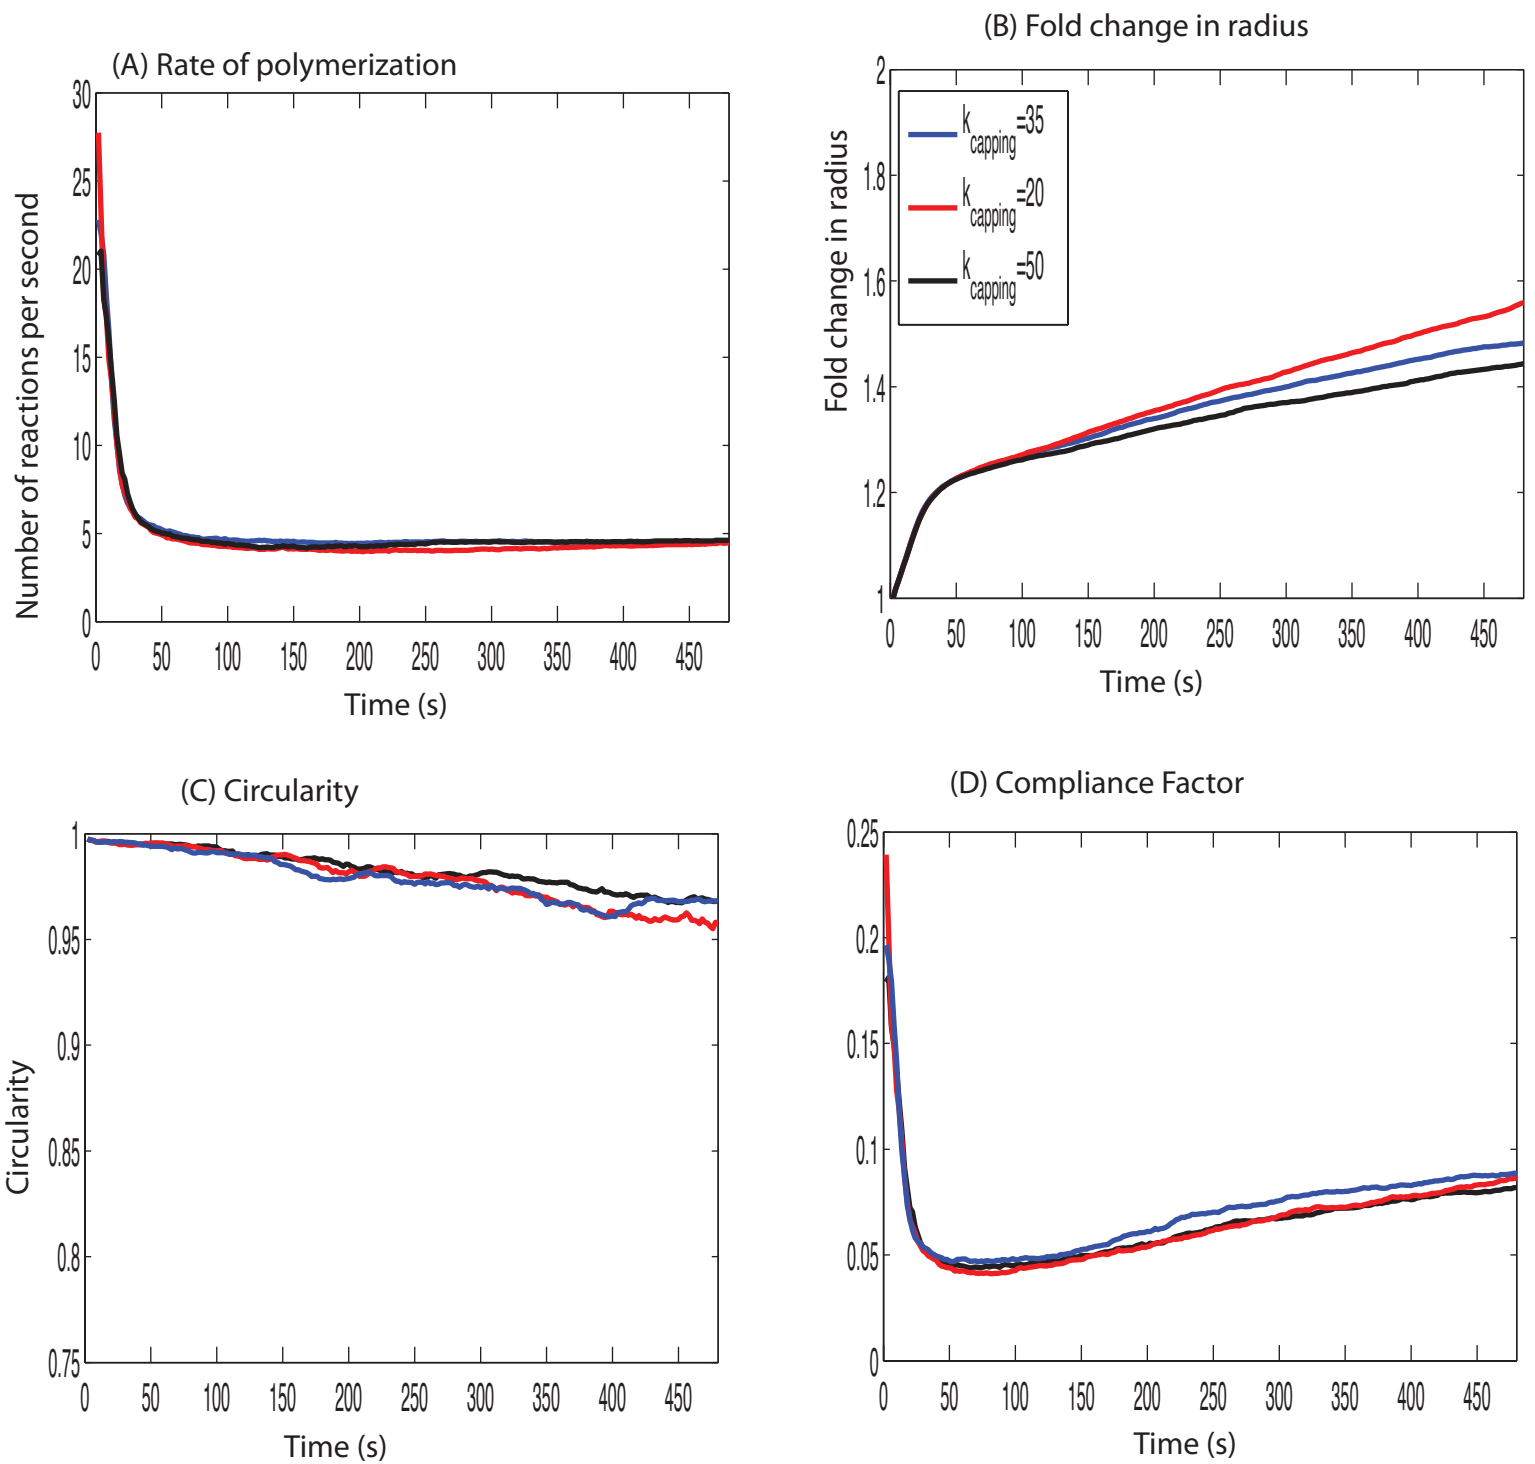 (A) Rate of polymerization
Number of reactions per second
30
25
20
15
10
5
0
0 50 100 150 200 250 300 350 400 450
Time (s)
(B) Fold change in radius
Fold change in radius
2
1.8
1.6
1.4
1.2
1
k capping=35
k capping=20
k capping=50
0 50 100 150 200 250 300 350 400 450
Time (s)
(C) Circularity
Circularity
1
0.95
0.9
0.85
0.8
0.75
0 50 100 150 200 250 300 350 400 450
Time (s)
(D) Compliance Factor
0.25
0.2
0.15
0.1
0.05
0
0 50 100 150 200 250 300 350 400 450
Time (s)